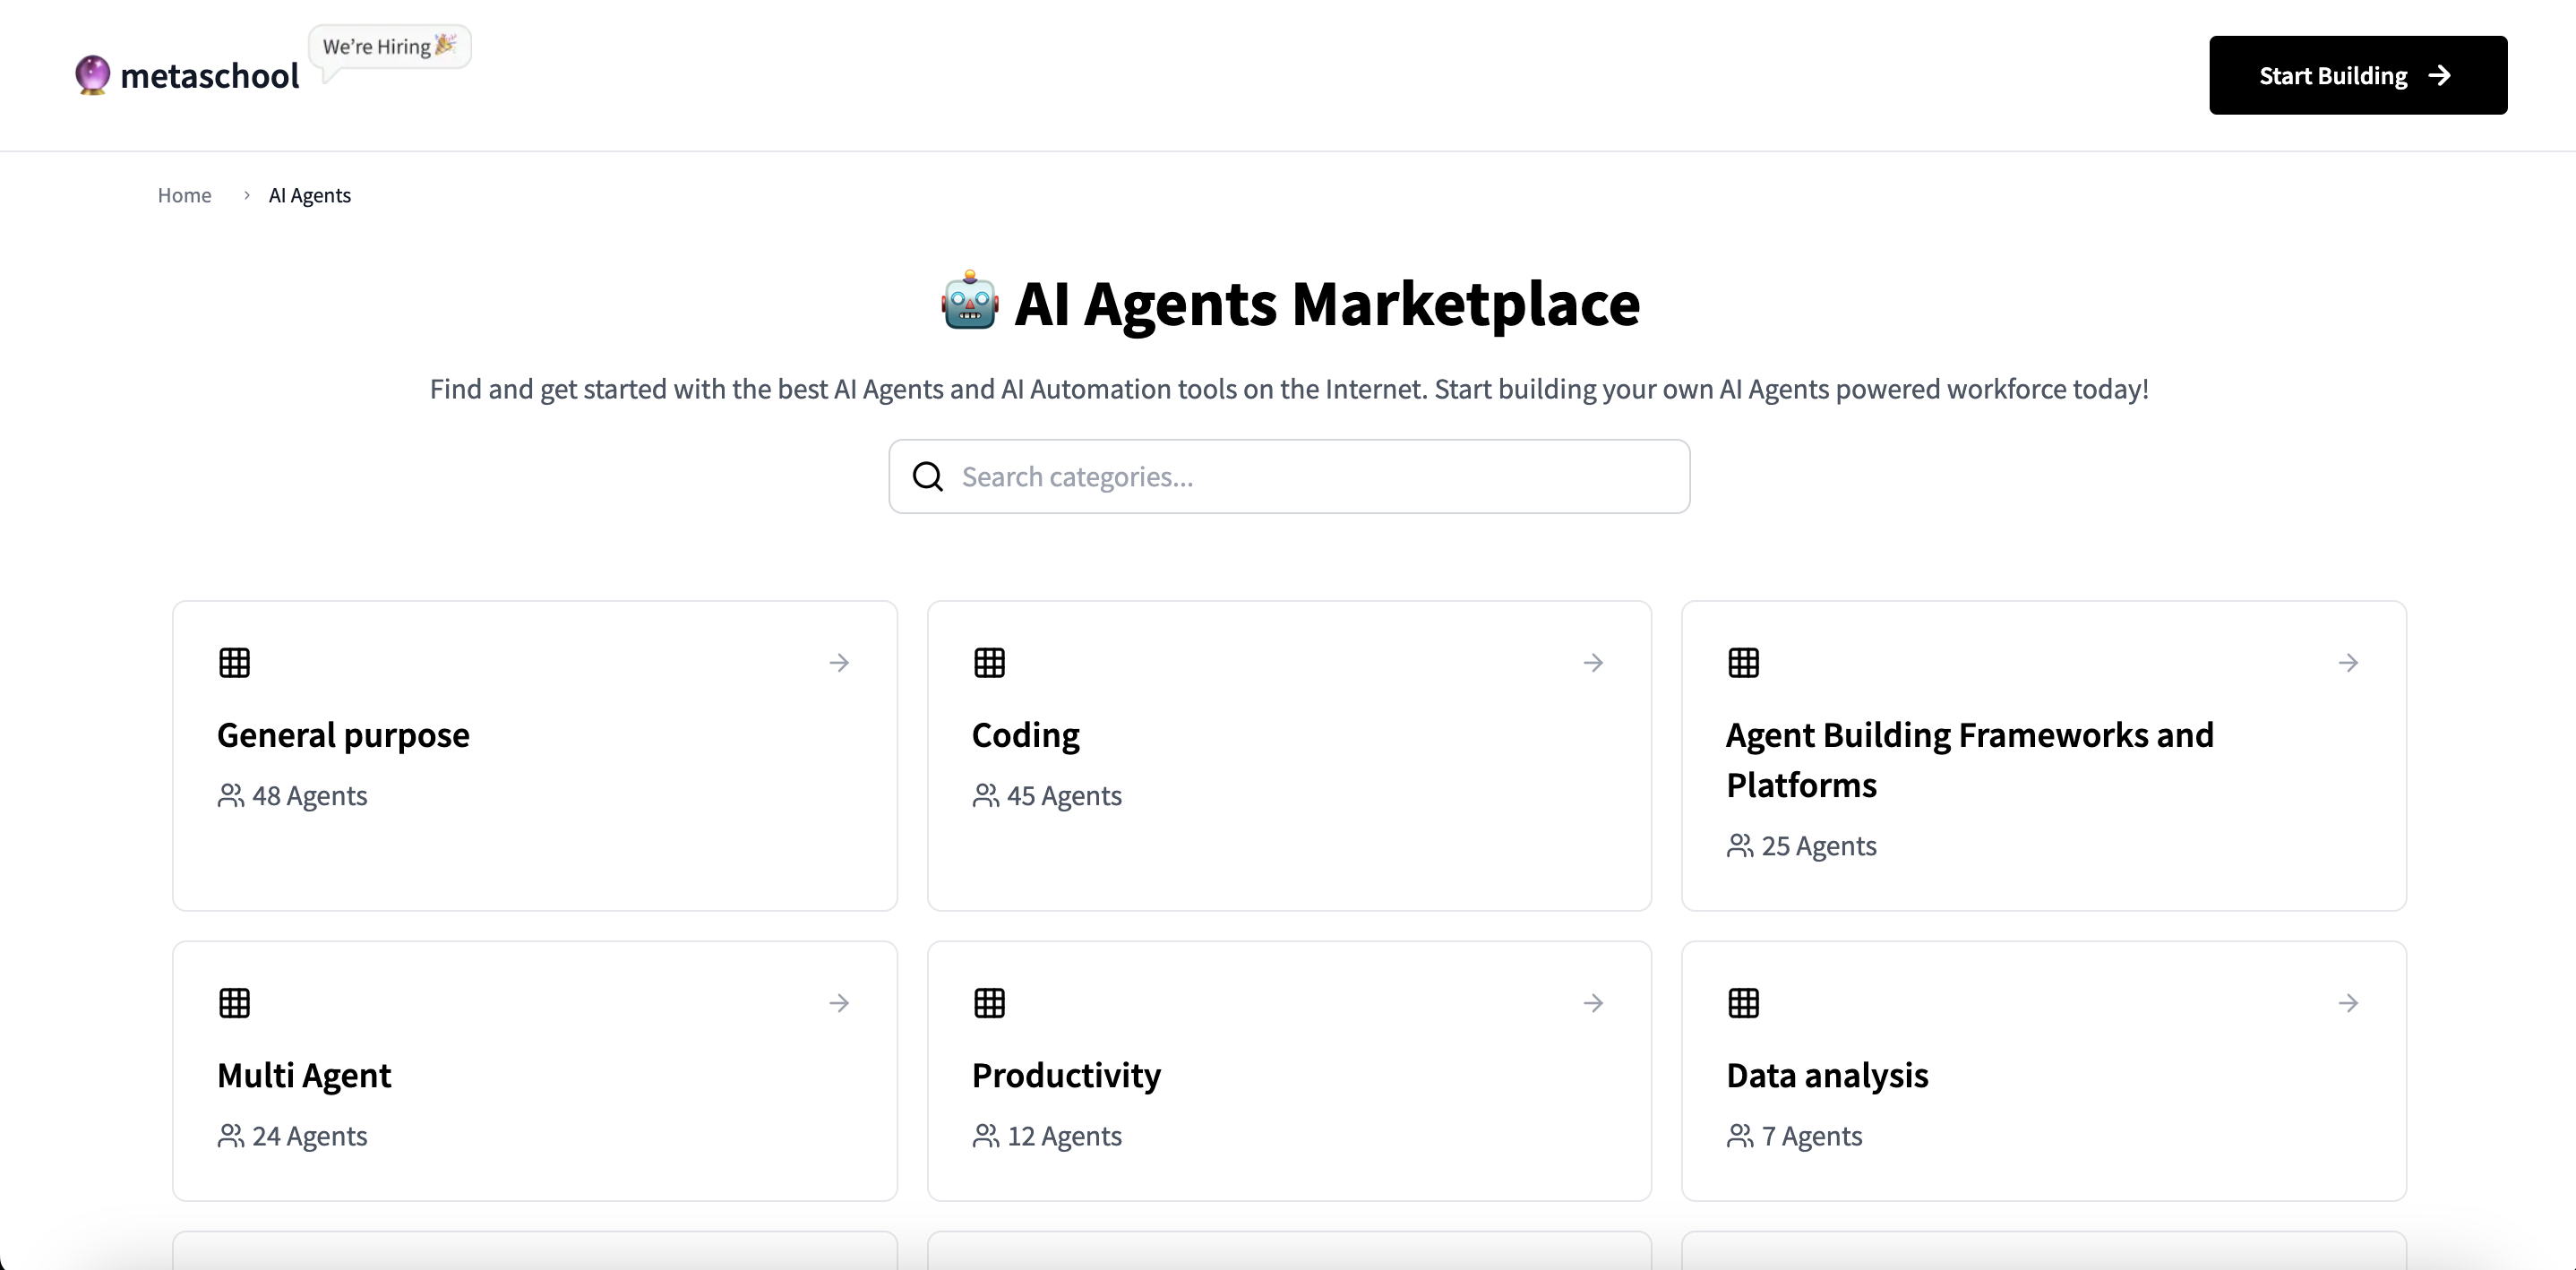 We're Hiring🎉
metaschool
Start Building
Home
AI Agents
AI Agents Marketplace
Find and get started with the best AI Agents and AI Automation tools on the Internet. Start building your own AI Agents powered workforce today!
Search categories...
General purpose
48 Agents
Coding
45 Agents
Agent Building Frameworks and
Platforms
25 Agents
Multi Agent
24 Agents
Productivity
12 Agents
Data analysis
7 Agents